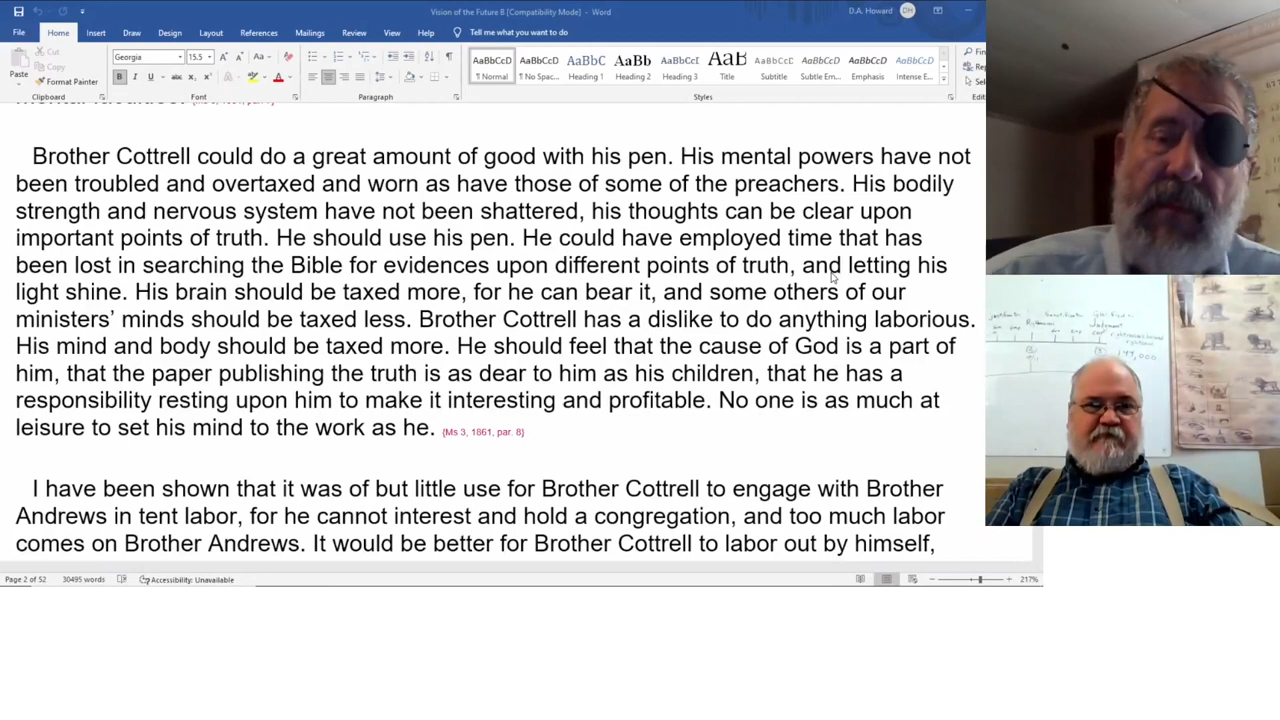 Vision of the Future 8 [Compatibility Mode] - Word
D.A. Howard
DH
File Home Insert Draw Design Layout References Mailings Review View Help Tell me what you want to do
Cut
Copy
Format Painter
Paste
Georgia 15.5
Clipboard Font Paragraph Styles
AaBbCcD AaBbCcD AaBbC AaBb AaBbC AaB AaBbCcD AaBbCcD AaBbCcD AaBbCcD
¶ Normal ¶ No Spac... Heading 1 Heading 2 Heading 3 Title Subtitle Subtle Em... Emphasis Intense E...
Brother Cottrell could do a great amount of good with his pen. His mental powers have not
been troubled and overtaxed and worn as have those of some of the preachers. His bodily
strength and nervous system have not been shattered, his thoughts can be clear upon
important points of truth. He should use his pen. He could have employed time that has
been lost in searching the Bible for evidences upon different points of truth, and letting his
light shine. His brain should be taxed more, for he can bear it, and some others of our
ministers’ minds should be taxed less. Brother Cottrell has a dislike to do anything laborious.
His mind and body should be taxed more. He should feel that the cause of God is a part of
him, that the paper publishing the truth is as dear to him as his children, that he has a
responsibility resting upon him to make it interesting and profitable. No one is as much at
leisure to set his mind to the work as he. {Ms 3, 1861, par. 8}
I have been shown that it was of but little use for Brother Cottrell to engage with Brother
Andrews in tent labor, for he cannot interest and hold a congregation, and too much labor
comes on Brother Andrews. It would be better for Brother Cottrell to labor out by himself,
Page 2 of 52 30495 words Accessibility: Unavailable 217%
Judgment
144,000